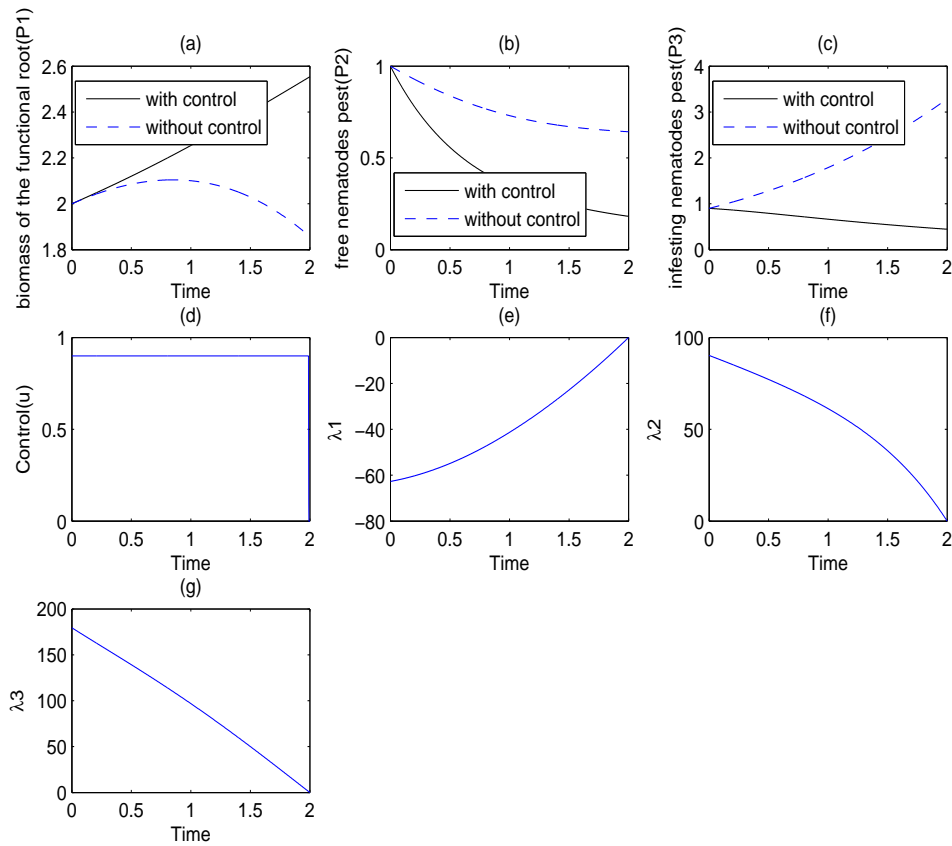 (a)
biomass of the functional root(P1)
2.6
2.4
2.2
2
1.8
with control
without control
0 0.5 1 1.5 2
Time
(b)
free nematodes pest(P2)
1
0.5
0
with control
without control
0 0.5 1 1.5 2
Time
(c)
infesting nematodes pest(P3)
4
3
2
1
0
with control
without control
0 0.5 1 1.5 2
Time
(d)
Control(u)
1
0.5
0
0 0.5 1 1.5 2
Time
(e)
λ1
0
−20
−40
−60
−80
0 0.5 1 1.5 2
Time
(f)
λ2
100
50
0
0 0.5 1 1.5 2
Time
(g)
λ3
200
150
100
50
0
0 0.5 1 1.5 2
Time